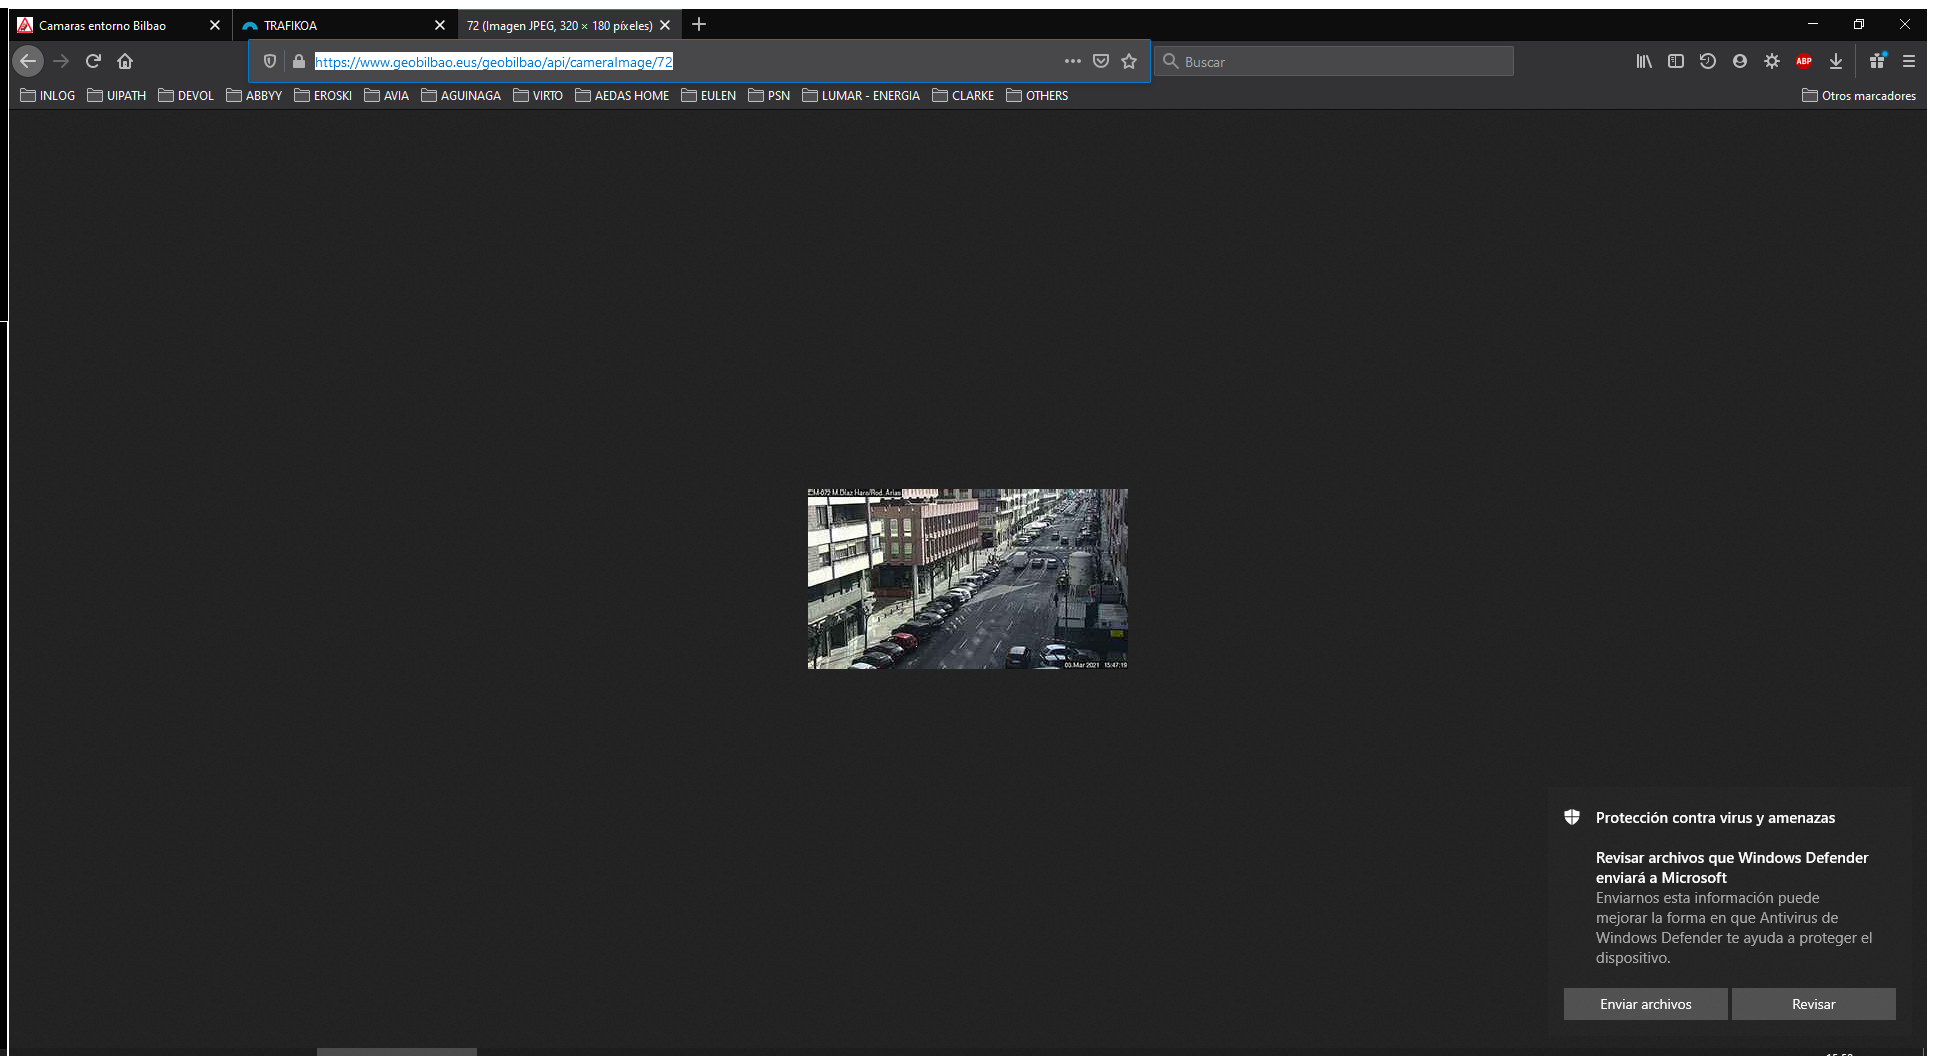 Camaras entorno Bilbao
TRAFIKOA
72 (Imagen JPEG, 320 × 180 píxeles)
https://www.geobilbao.eus/geobilbao/api/cameraImage/72
Buscar
ABP
INLOG UIPATH DEVOL ABBYY EROSKI AVIA AGUINAGA VIRTO AEDAS HOME EULEN PSN LUMAR - ENERGIA CLARKE OTHERS Otros marcadores
CM-072 M.Díaz Haro/Rod. Arias
03.Mar 2021 15:47:19
Protección contra virus y amenazas
Revisar archivos que Windows Defender
enviará a Microsoft
Enviarnos esta información puede
mejorar la forma en que Antivirus de
Windows Defender te ayuda a proteger el
dispositivo.
Enviar archivos
Revisar